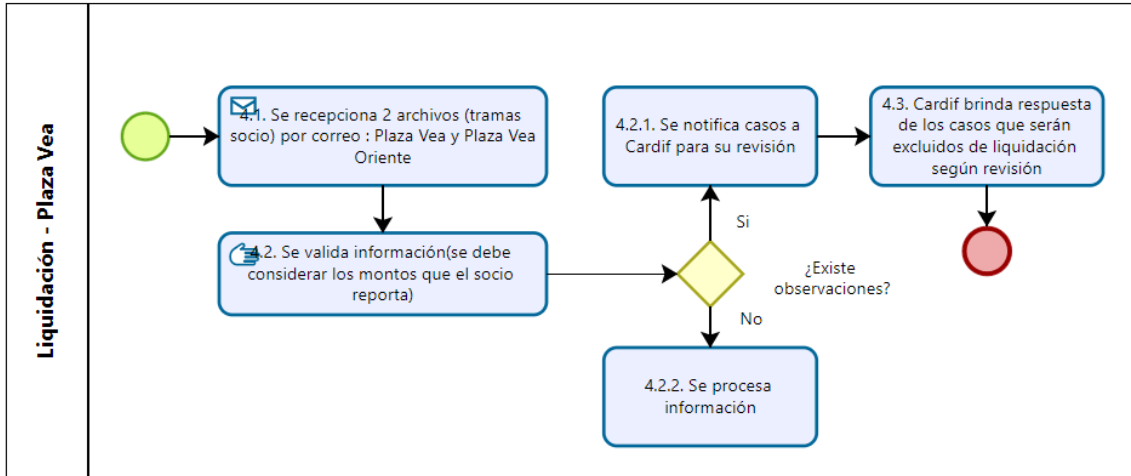 Liquidación - Plaza Vea
4.1. Se recepciona 2 archivos (tramas
socio) por correo : Plaza Vea y Plaza Vea
Oriente
4.2. Se valida información(se debe
considerar los montos que el socio
reporta)
¿Existe
observaciones?
Si
4.2.1. Se notifica casos a
Cardif para su revisión
4.3. Cardif brinda respuesta
de los casos que serán
excluidos de liquidación
según revisión
No
4.2.2. Se procesa
información